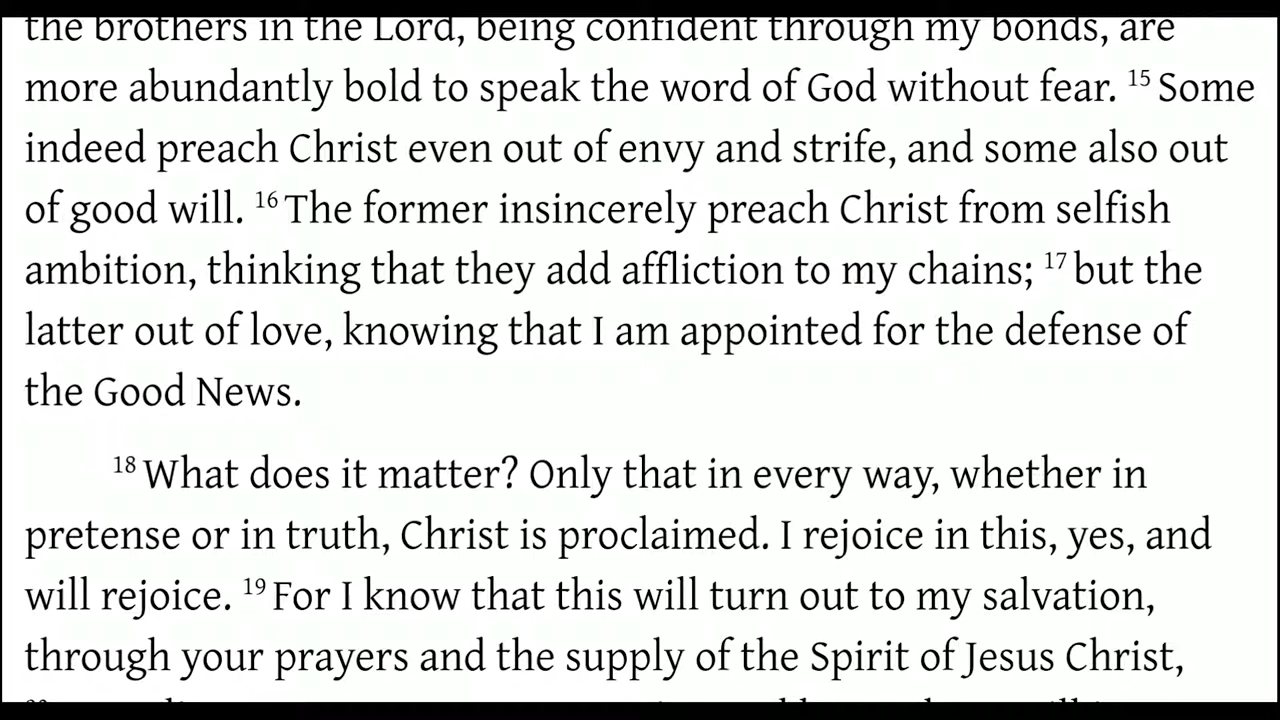 the brothers in the Lord, being confident through my bonds, are
more abundantly bold to speak the word of God without fear. 15 Some
indeed preach Christ even out of envy and strife, and some also out
of good will. 16 The former insincerely preach Christ from selfish
ambition, thinking that they add affliction to my chains; 17 but the
latter out of love, knowing that I am appointed for the defense of
the Good News.
18 What does it matter? Only that in every way, whether in
pretense or in truth, Christ is proclaimed. I rejoice in this, yes, and
will rejoice. 19 For I know that this will turn out to my salvation,
through your prayers and the supply of the Spirit of Jesus Christ,